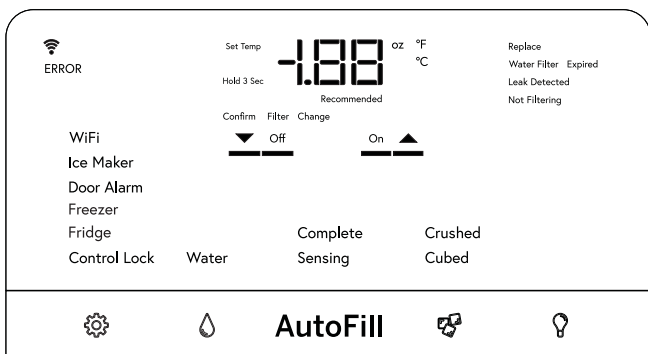 ERROR
Set Temp
Hold 3 Sec
-1.88 oz °F
°C
Recommended
Replace
Water Filter Expired
Leak Detected
Not Filtering
Confirm Filter Change
Off On
WiFi
Ice Maker
Door Alarm
Freezer
Fridge Complete Crushed
Control Lock Water Sensing Cubed
AutoFill